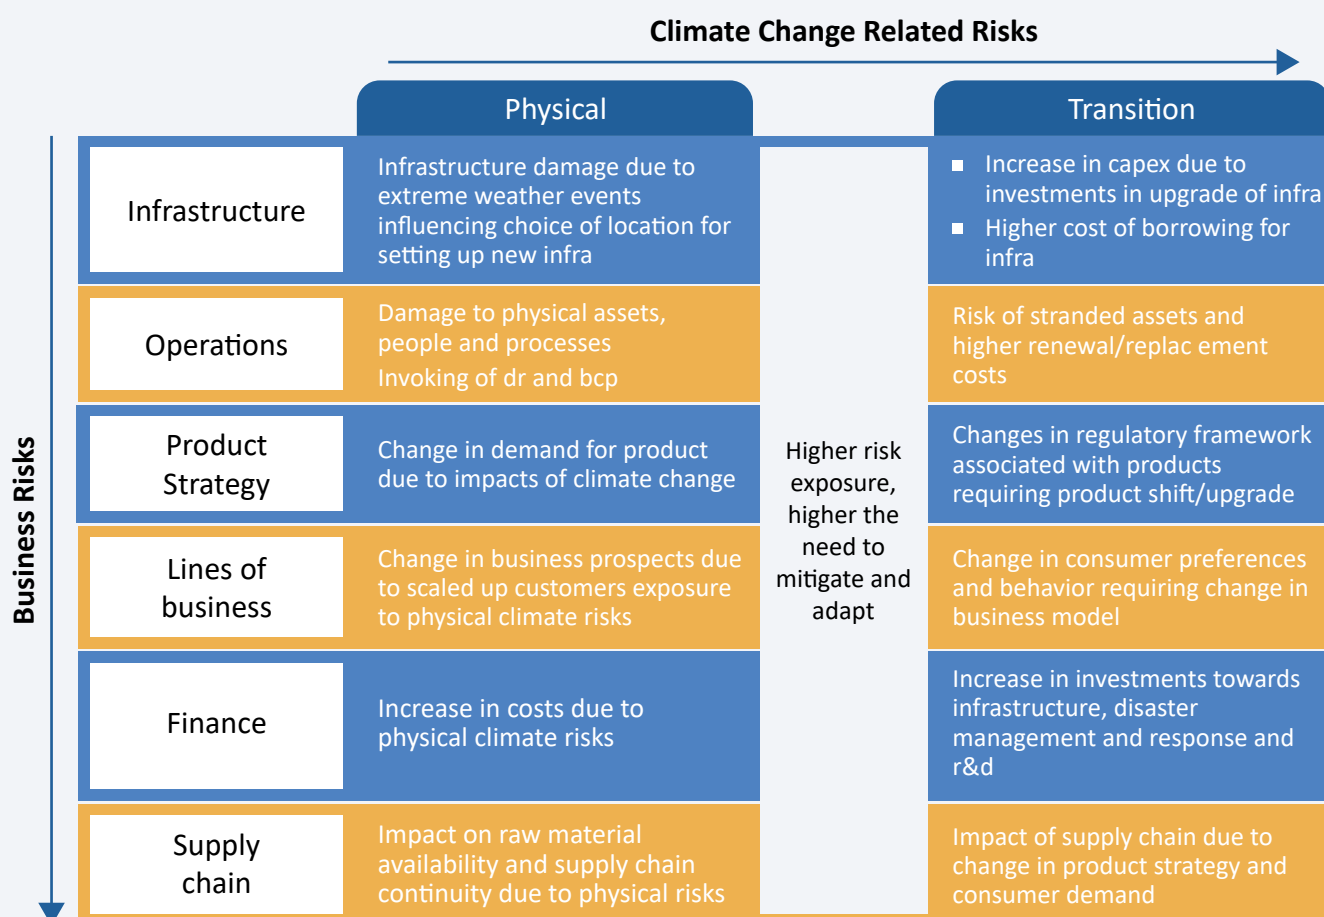 Climate Change Related Risks
Physical
Transition
Business Risks
Infrastructure
Infrastructure damage due to
extreme weather events
influencing choice of location for
setting up new infra
Increase in capex due to
investments in upgrade of infra
Higher cost of borrowing for
infra
Operations
Damage to physical assets,
people and processes
Invoking of dr and bcp
Risk of stranded assets and
higher renewal/replac ement
costs
Product
Strategy
Change in demand for product
due to impacts of climate change
Higher risk
exposure,
higher the
need to
mitigate and
adapt
Changes in regulatory framework
associated with products
requiring product shift/upgrade
Lines of
business
Change in business prospects due
to scaled up customers exposure
to physical climate risks
Change in consumer preferences
and behavior requiring change in
business model
Finance
Increase in costs due to
physical climate risks
Increase in investments towards
infrastructure, disaster
management and response and
r&d
Supply
chain
Impact on raw material
availability and supply chain
continuity due to physical risks
Impact of supply chain due to
change in product strategy and
consumer demand